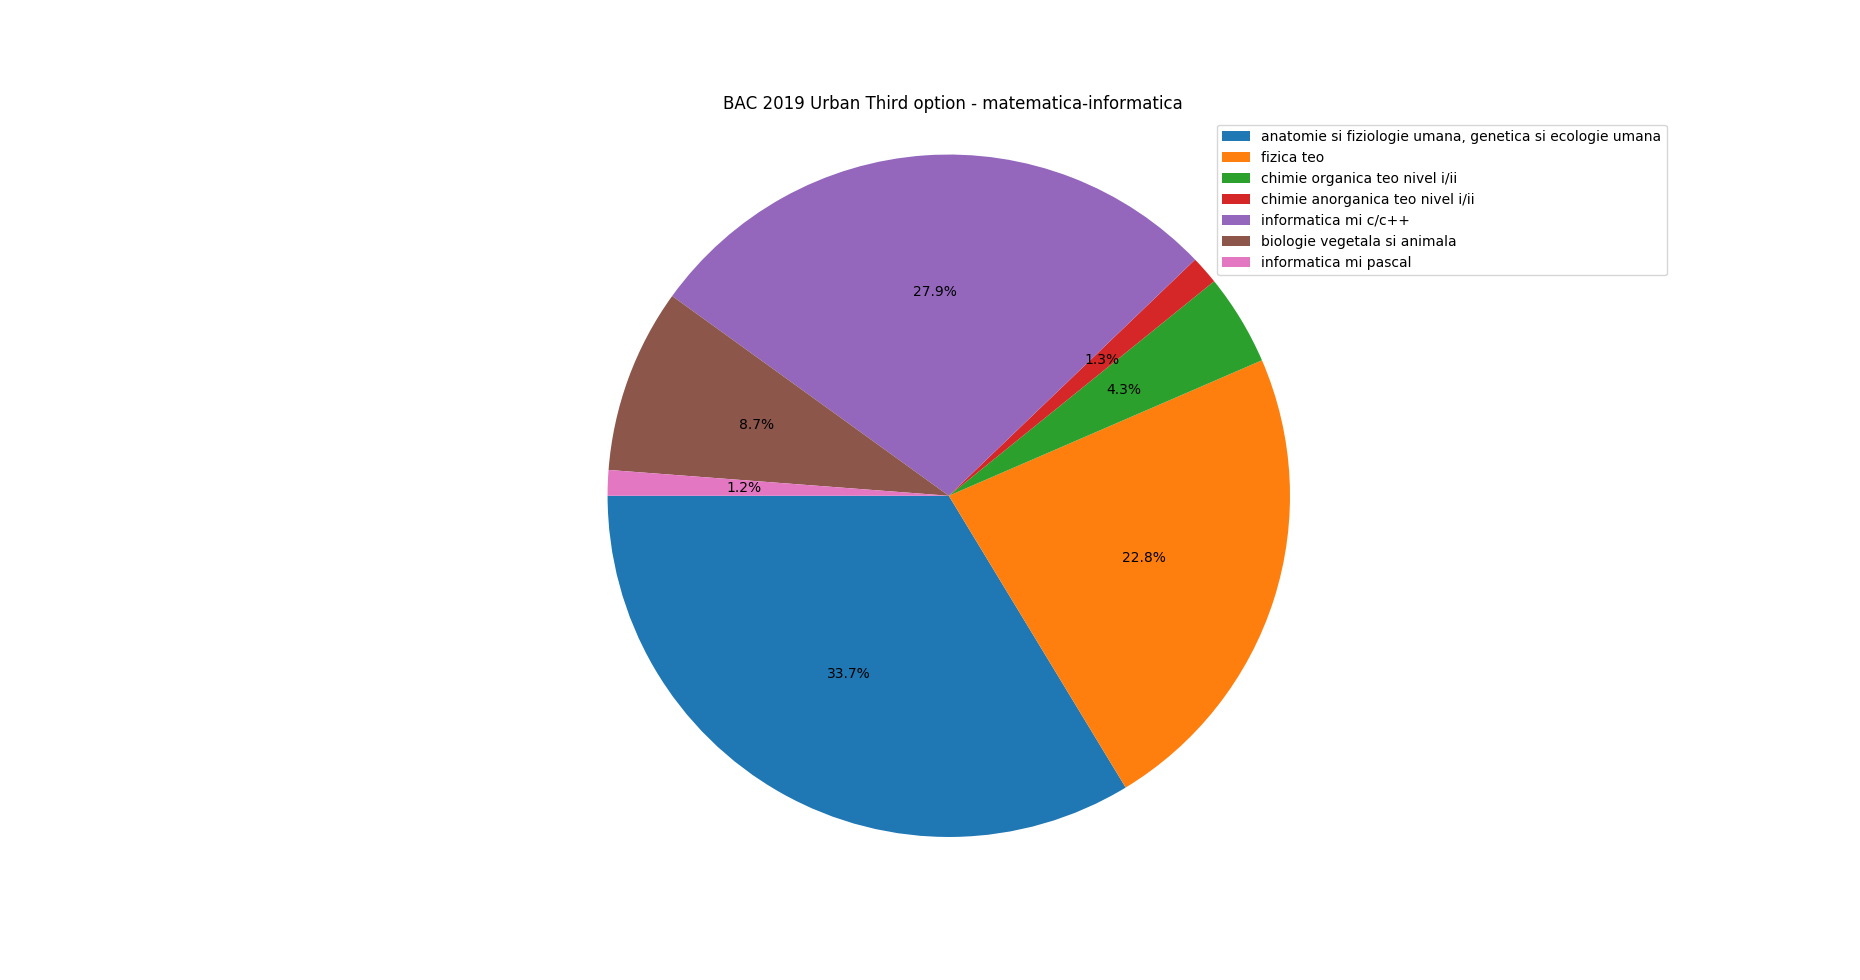 BAC 2019 Urban Third option - matematica-informatica
anatomie si fiziologie umana, genetica si ecologie umana
fizica teo
chimie organica teo nivel i/ii
chimie anorganica teo nivel i/ii
informatica mi c/c++
biologie vegetala si animala
informatica mi pascal
27.9%
1.3%
4.3%
8.7%
1.2%
22.8%
33.7%